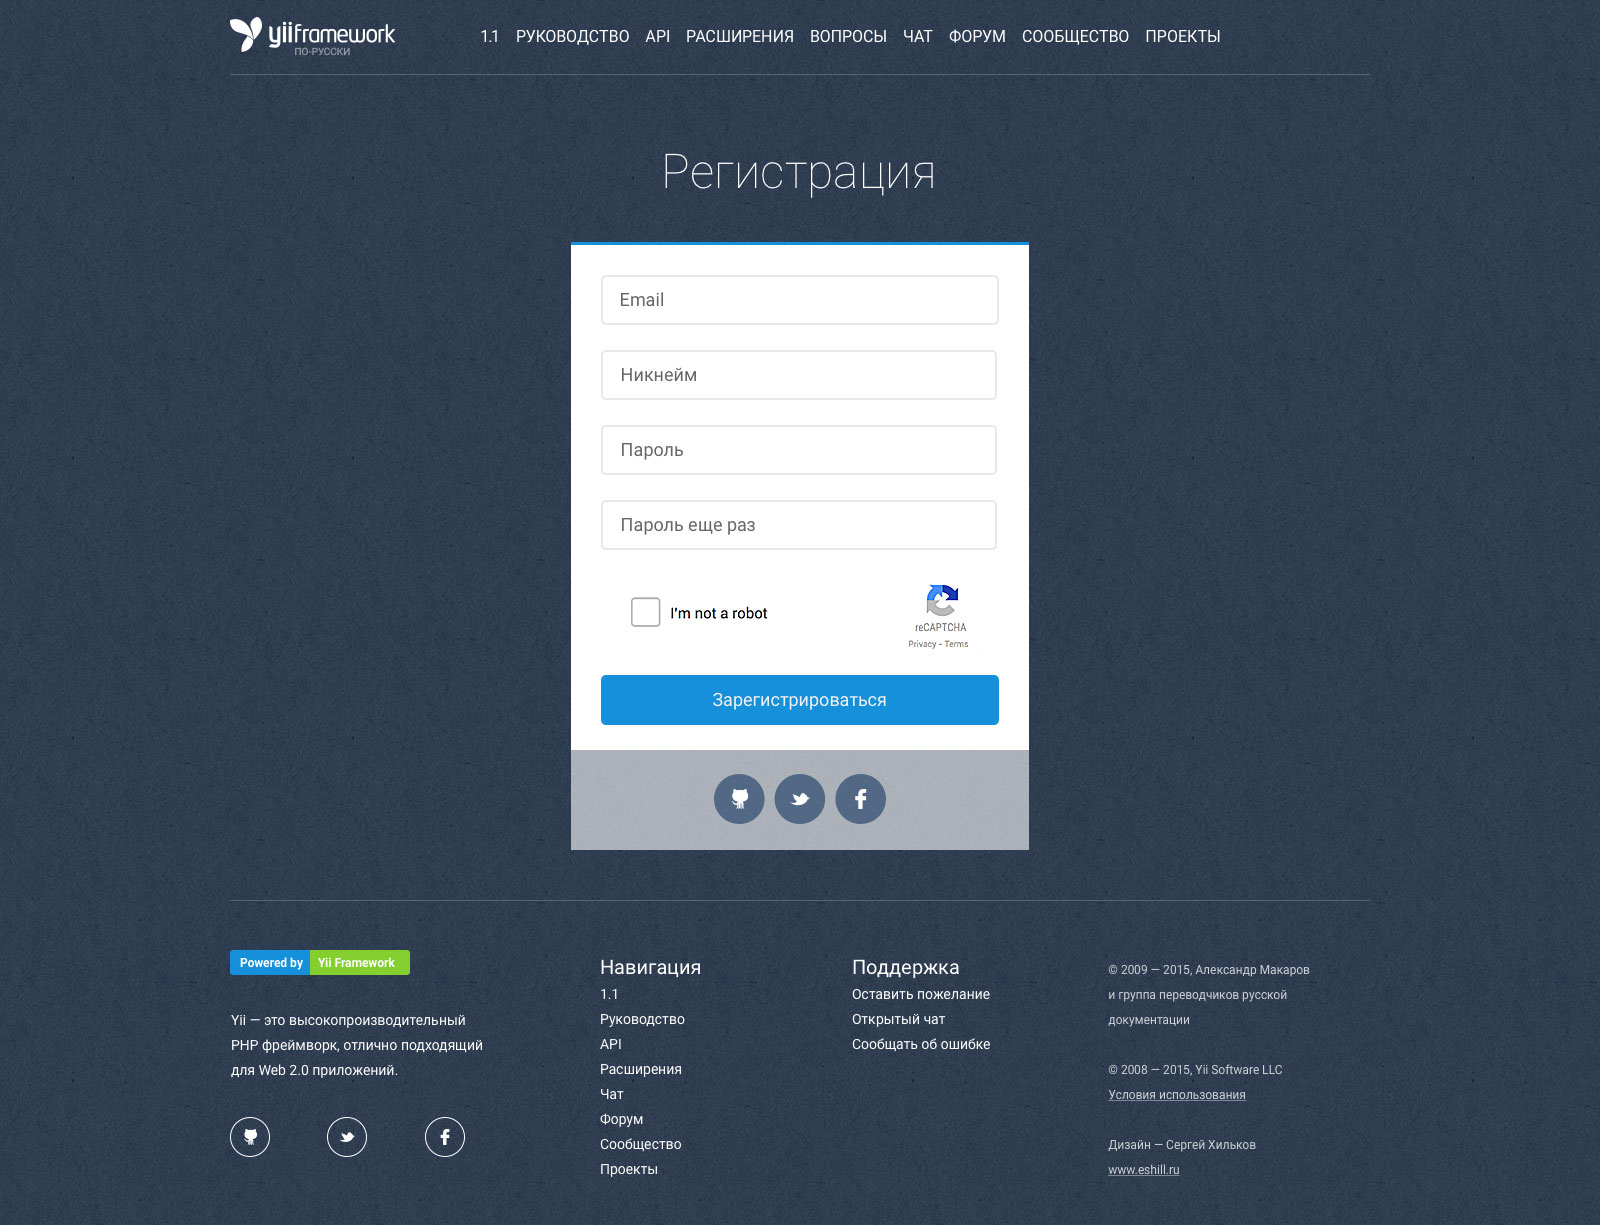 yiiframework
ПО-РУССКИ
1.1 РУКОВОДСТВО API РАСШИРЕНИЯ ВОПРОСЫ ЧАТ ФОРУМ СООБЩЕСТВО ПРОЕКТЫ
Регистрация
Email
Никнейм
Пароль
Пароль еще раз
I'm not a robot
reCAPTCHA
Privacy - Terms
Зарегистрироваться
Powered by Yii Framework
Yii — это высокопроизводительный
PHP фреймворк, отлично подходящий
для Web 2.0 приложений.
Навигация
1.1
Руководство
API
Расширения
Чат
Форум
Сообщество
Проекты
Поддержка
Оставить пожелание
Открытый чат
Сообщать об ошибке
© 2009 — 2015, Александр Макаров
и группа переводчиков русской
документации
© 2008 — 2015, Yii Software LLC
Условия использования
Дизайн — Сергей Хильков
www.eshill.ru